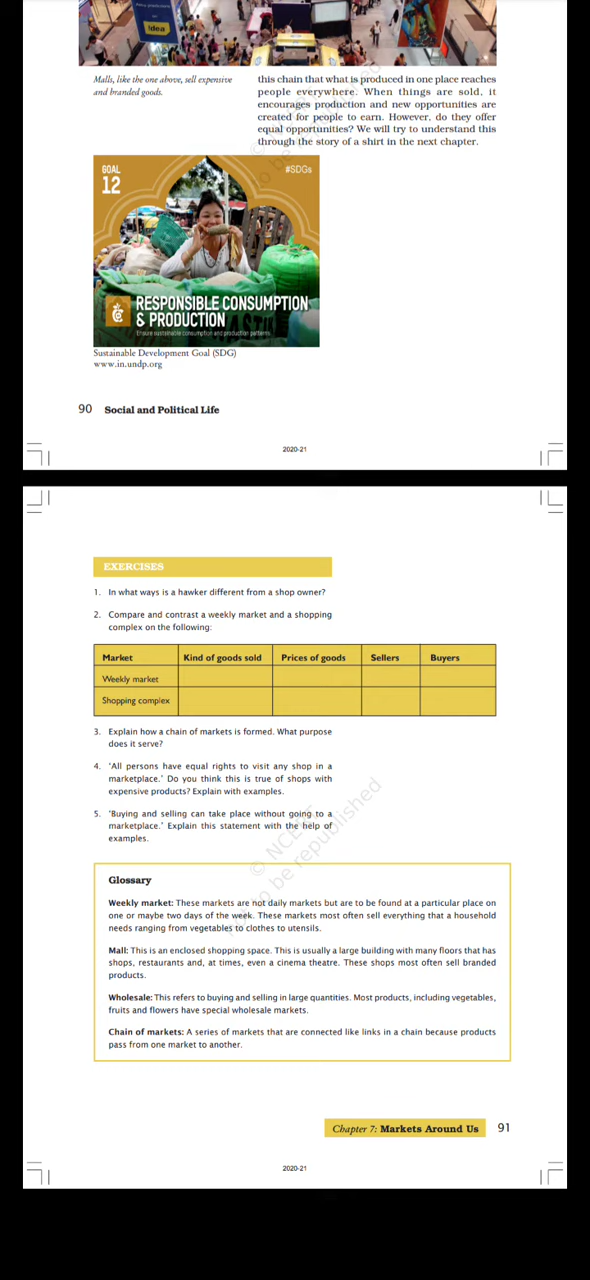 Idea
Malls, like the one above, sell expensive
and branded goods.
this chain that what is produced in one place reaches
people everywhere. When things are sold, it
encourages production and new opportunities are
created for people to earn. However, do they offer
equal opportunities? We will try to understand this
through the story of a shirt in the next chapter.
GOAL
12
#SDGs
RESPONSIBLE CONSUMPTION
& PRODUCTION
Ensure sustainable consumption and production patterns
Sustainable Development Goal (SDG)
www.in.undp.org
90 Social and Political Life
2020-21
EXERCISES
1. In what ways is a hawker different from a shop owner?
2. Compare and contrast a weekly market and a shopping
complex on the following:
Market Kind of goods sold Prices of goods Sellers Buyers
Weekly market
Shopping complex
3. Explain how a chain of markets is formed. What purpose
does it serve?
4. 'All persons have equal rights to visit any shop in a
marketplace.' Do you think this is true of shops with
expensive products? Explain with examples.
5. 'Buying and selling can take place without going to a
marketplace.' Explain this statement with the help of
examples.
Glossary
Weekly market: These markets are not daily markets but are to be found at a particular place on
one or maybe two days of the week. These markets most often sell everything that a household
needs ranging from vegetables to clothes to utensils.
Mall: This is an enclosed shopping space. This is usually a large building with many floors that has
shops, restaurants and, at times, even a cinema theatre. These shops most often sell branded
products.
Wholesale: This refers to buying and selling in large quantities. Most products, including vegetables,
fruits and flowers have special wholesale markets.
Chain of markets: A series of markets that are connected like links in a chain because products
pass from one market to another.
© NCERT
be republished
Chapter 7: Markets Around Us 91
2020-21